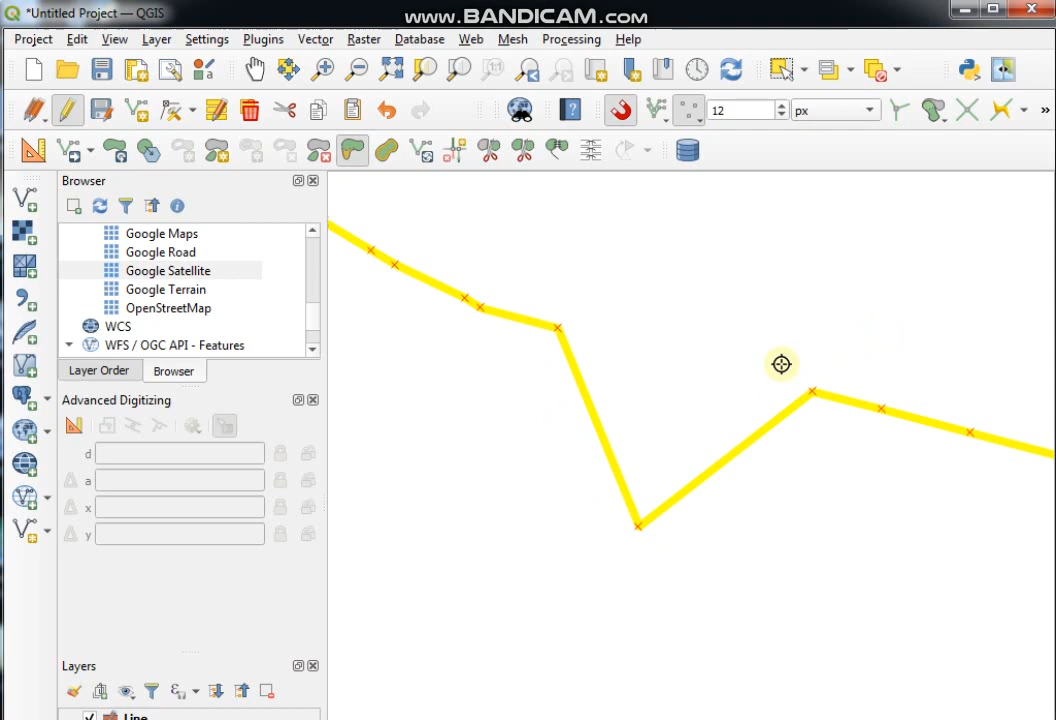 *Untitled Project — QGIS
www.BANDICAM.com
Project Edit View Layer Settings Plugins Vector Raster Database Web Mesh Processing Help
12 px »
Browser
Google Maps
Google Road
Google Satellite
Google Terrain
OpenStreetMap
WCS
WFS / OGC API - Features
Layer Order Browser
Advanced Digitizing
d
a
x
y
Layers
Line